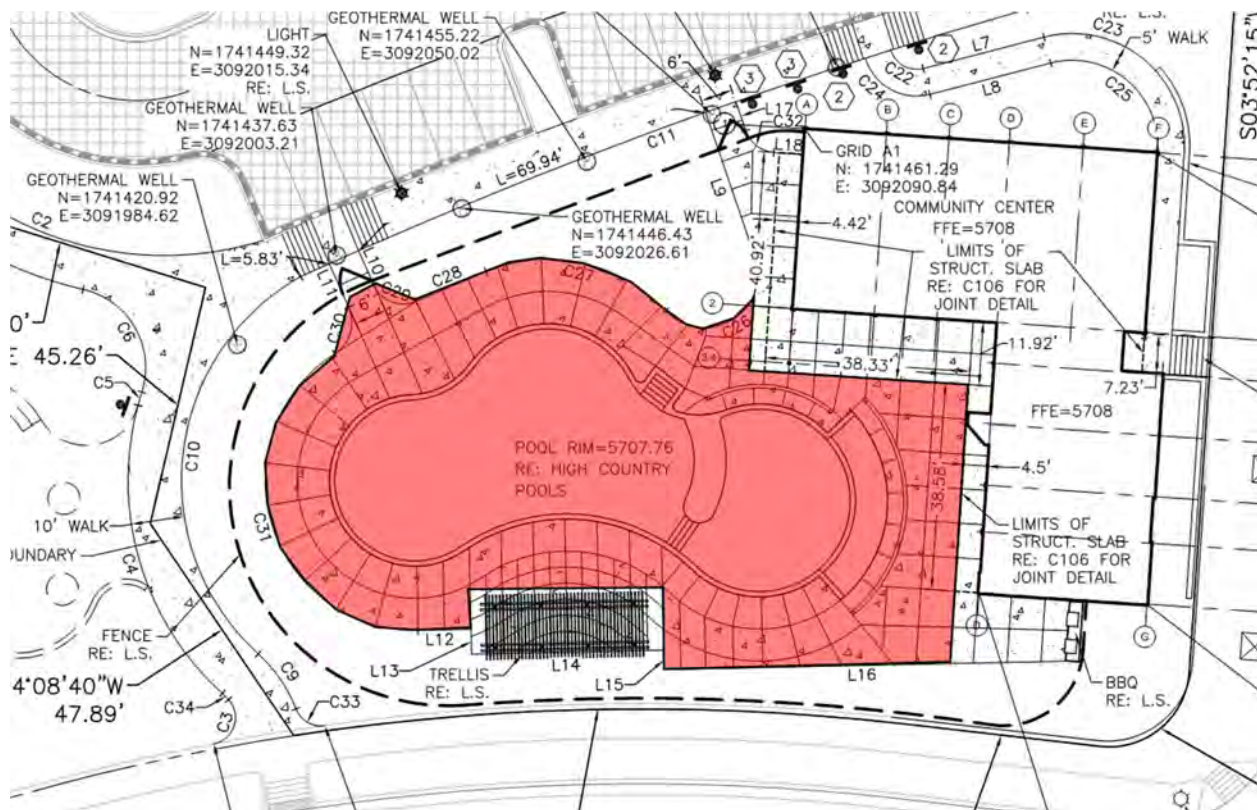 GEOTHERMAL WELL
N=1741455.22
E=3092050.02
LIGHT
N=1741449.32
E=3092015.34
RE: L.S.
GEOTHERMAL WELL
N=1741437.63
E=3092003.21
GEOTHERMAL WELL
N=1741420.92
E=3091984.62
GEOTHERMAL WELL
N=1741446.43
E=3092026.61
L=69.94'
L=5.83'
6'
3
3
2
2
L7
RE: L.S.
C23
5' WALK
S03°52'15"
C22
C24
L8
C25
L17
C32
C11
L18
L9
A
B
C
D
E
F
GRID A1
N: 1741461.29
E: 3092090.84
COMMUNITY CENTER
FFE=5708
LIMITS OF
STRUCT. SLAB
RE: C106 FOR
JOINT DETAIL
4.42'
40.92'
C2
L10
L11
C28
C27
C29
C30
6'
2
C26
3.4
38.33'
11.92'
7.23'
FFE=5708
0'
E 45.26'
C6
C5
C10
POOL RIM=5707.76
RE: HIGH COUNTRY
POOLS
38.58'
4.5'
LIMITS OF
STRUCT. SLAB
RE: C106 FOR
JOINT DETAIL
10' WALK
OUNDARY
C31
C4
FENCE
RE: L.S.
L12
L13
TRELLIS
RE: L.S.
L14
L15
L16
D
G
BBQ
RE: L.S.
4°08'40"W
47.89'
C9
C34
C3
C33